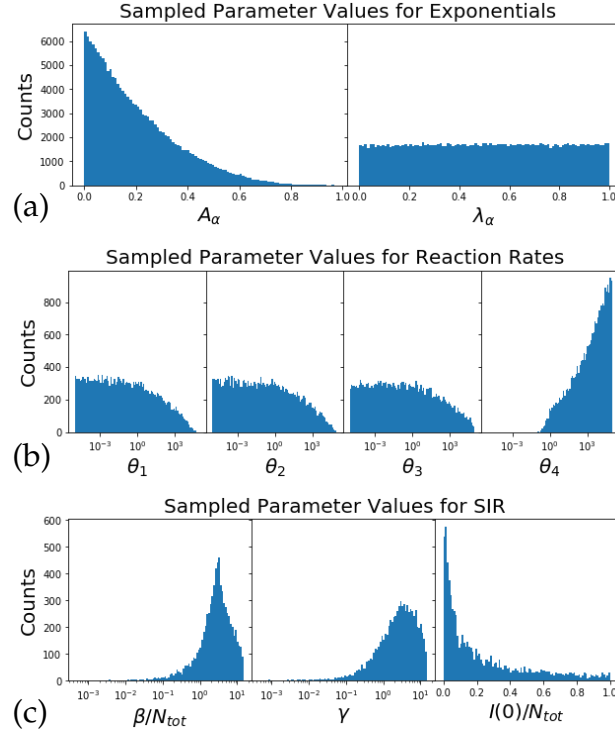 Sampled Parameter Values for Exponentials
Counts
6000
5000
4000
3000
2000
1000
0
0.0 0.2 0.4 0.6 0.8 1.0 0.0 0.2 0.4 0.6 0.8 1.0
(a) A_α λ_α
Sampled Parameter Values for Reaction Rates
Counts
800
600
400
200
0
10⁻³ 10⁰ 10³ 10⁻³ 10⁰ 10³ 10⁻³ 10⁰ 10³ 10⁻³ 10⁰ 10³
(b) θ₁ θ₂ θ₃ θ₄
Sampled Parameter Values for SIR
Counts
600
500
400
300
200
100
0
10⁻³ 10⁻² 10⁻¹ 10⁰ 10¹ 10⁻³ 10⁻² 10⁻¹ 10⁰ 10¹ 0.0 0.2 0.4 0.6 0.8 1.0
(c) β/N_tot γ I(0)/N_tot